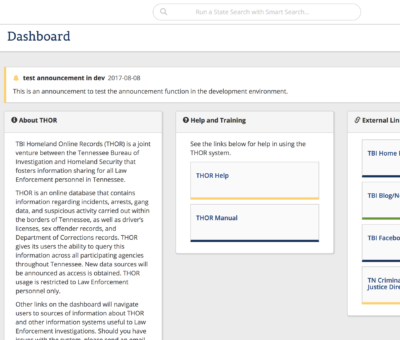 Run a State Search with Smart Search...
Dashboard
test announcement in dev 2017-08-08
This is an announcement to test the announcement function in the development environment.
About THOR
TBI Homeland Online Records (THOR) is a joint
venture between the Tennessee Bureau of
Investigation and Homeland Security that
fosters information sharing for all Law
Enforcement personnel in Tennessee.
THOR is an online database that contains
information regarding incidents, arrests, gang
data, and suspicious activity carried out within
the borders of Tennessee, as well as driver's
licenses, sex offender records, and
Department of Corrections records. THOR
gives its users the ability to query this
information across all participating agencies
throughout Tennessee. New data sources will
be announced as access is obtained. THOR
usage is restricted to Law Enforcement
personnel only.
Other links on the dashboard will navigate
users to sources of information about THOR
and other information systems useful to Law
Enforcement Investigations. Should you have
issues with the system, please send an email
Help and Training
See the links below for help in using the
THOR system.
THOR Help
THOR Manual
External Lin
TBI Home
TBI Blog/N
TBI Facebo
TN Crimina
Justice Dire